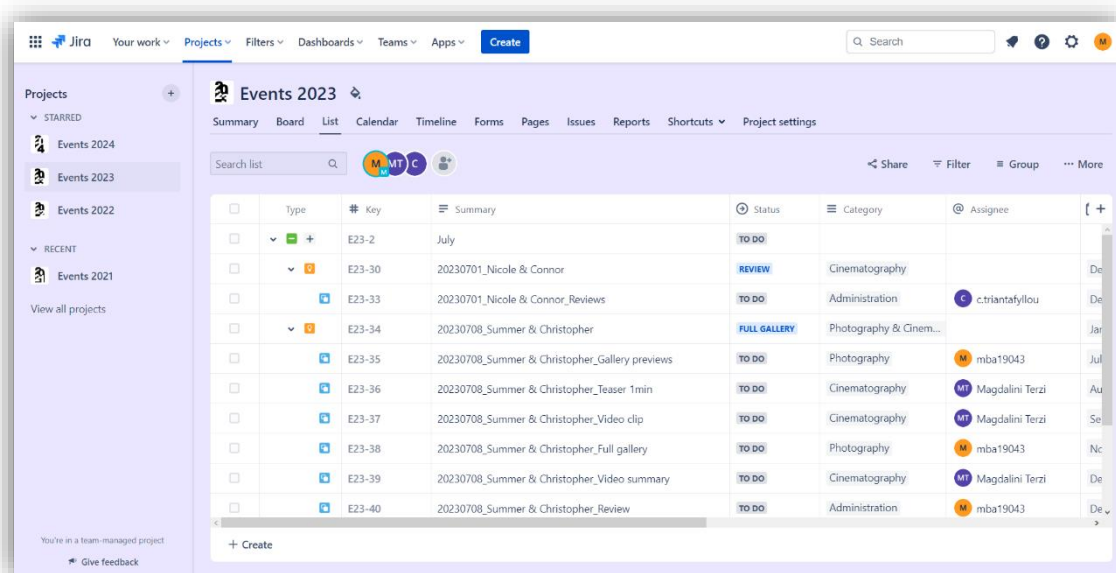 Jira Your work Projects Filters Dashboards Teams Apps Create Search M
Projects +
STARRED
Events 2024
Events 2023
Events 2022
RECENT
Events 2021
View all projects
You're in a team-managed project
Give feedback
Events 2023
Summary Board List Calendar Timeline Forms Pages Issues Reports Shortcuts Project settings
Search list M M MT C Share Filter Group ... More
Type # Key Summary Status Category @ Assignee +
+ E23-2 July TO DO
E23-30 20230701_Nicole & Connor REVIEW Cinematography De
E23-33 20230701_Nicole & Connor_Reviews TO DO Administration C c.triantafyllou De
E23-34 20230708_Summer & Christopher FULL GALLERY Photography & Cinem... Jar
E23-35 20230708_Summer & Christopher_Gallery previews TO DO Photography M mba19043 Jul
E23-36 20230708_Summer & Christopher_Teaser 1min TO DO Cinematography MT Magdalini Terzi Au
E23-37 20230708_Summer & Christopher_Video clip TO DO Cinematography MT Magdalini Terzi Se
E23-38 20230708_Summer & Christopher_Full gallery TO DO Photography M mba19043 No
E23-39 20230708_Summer & Christopher_Video summary TO DO Cinematography MT Magdalini Terzi De
E23-40 20230708_Summer & Christopher_Review TO DO Administration M mba19043 De
+ Create